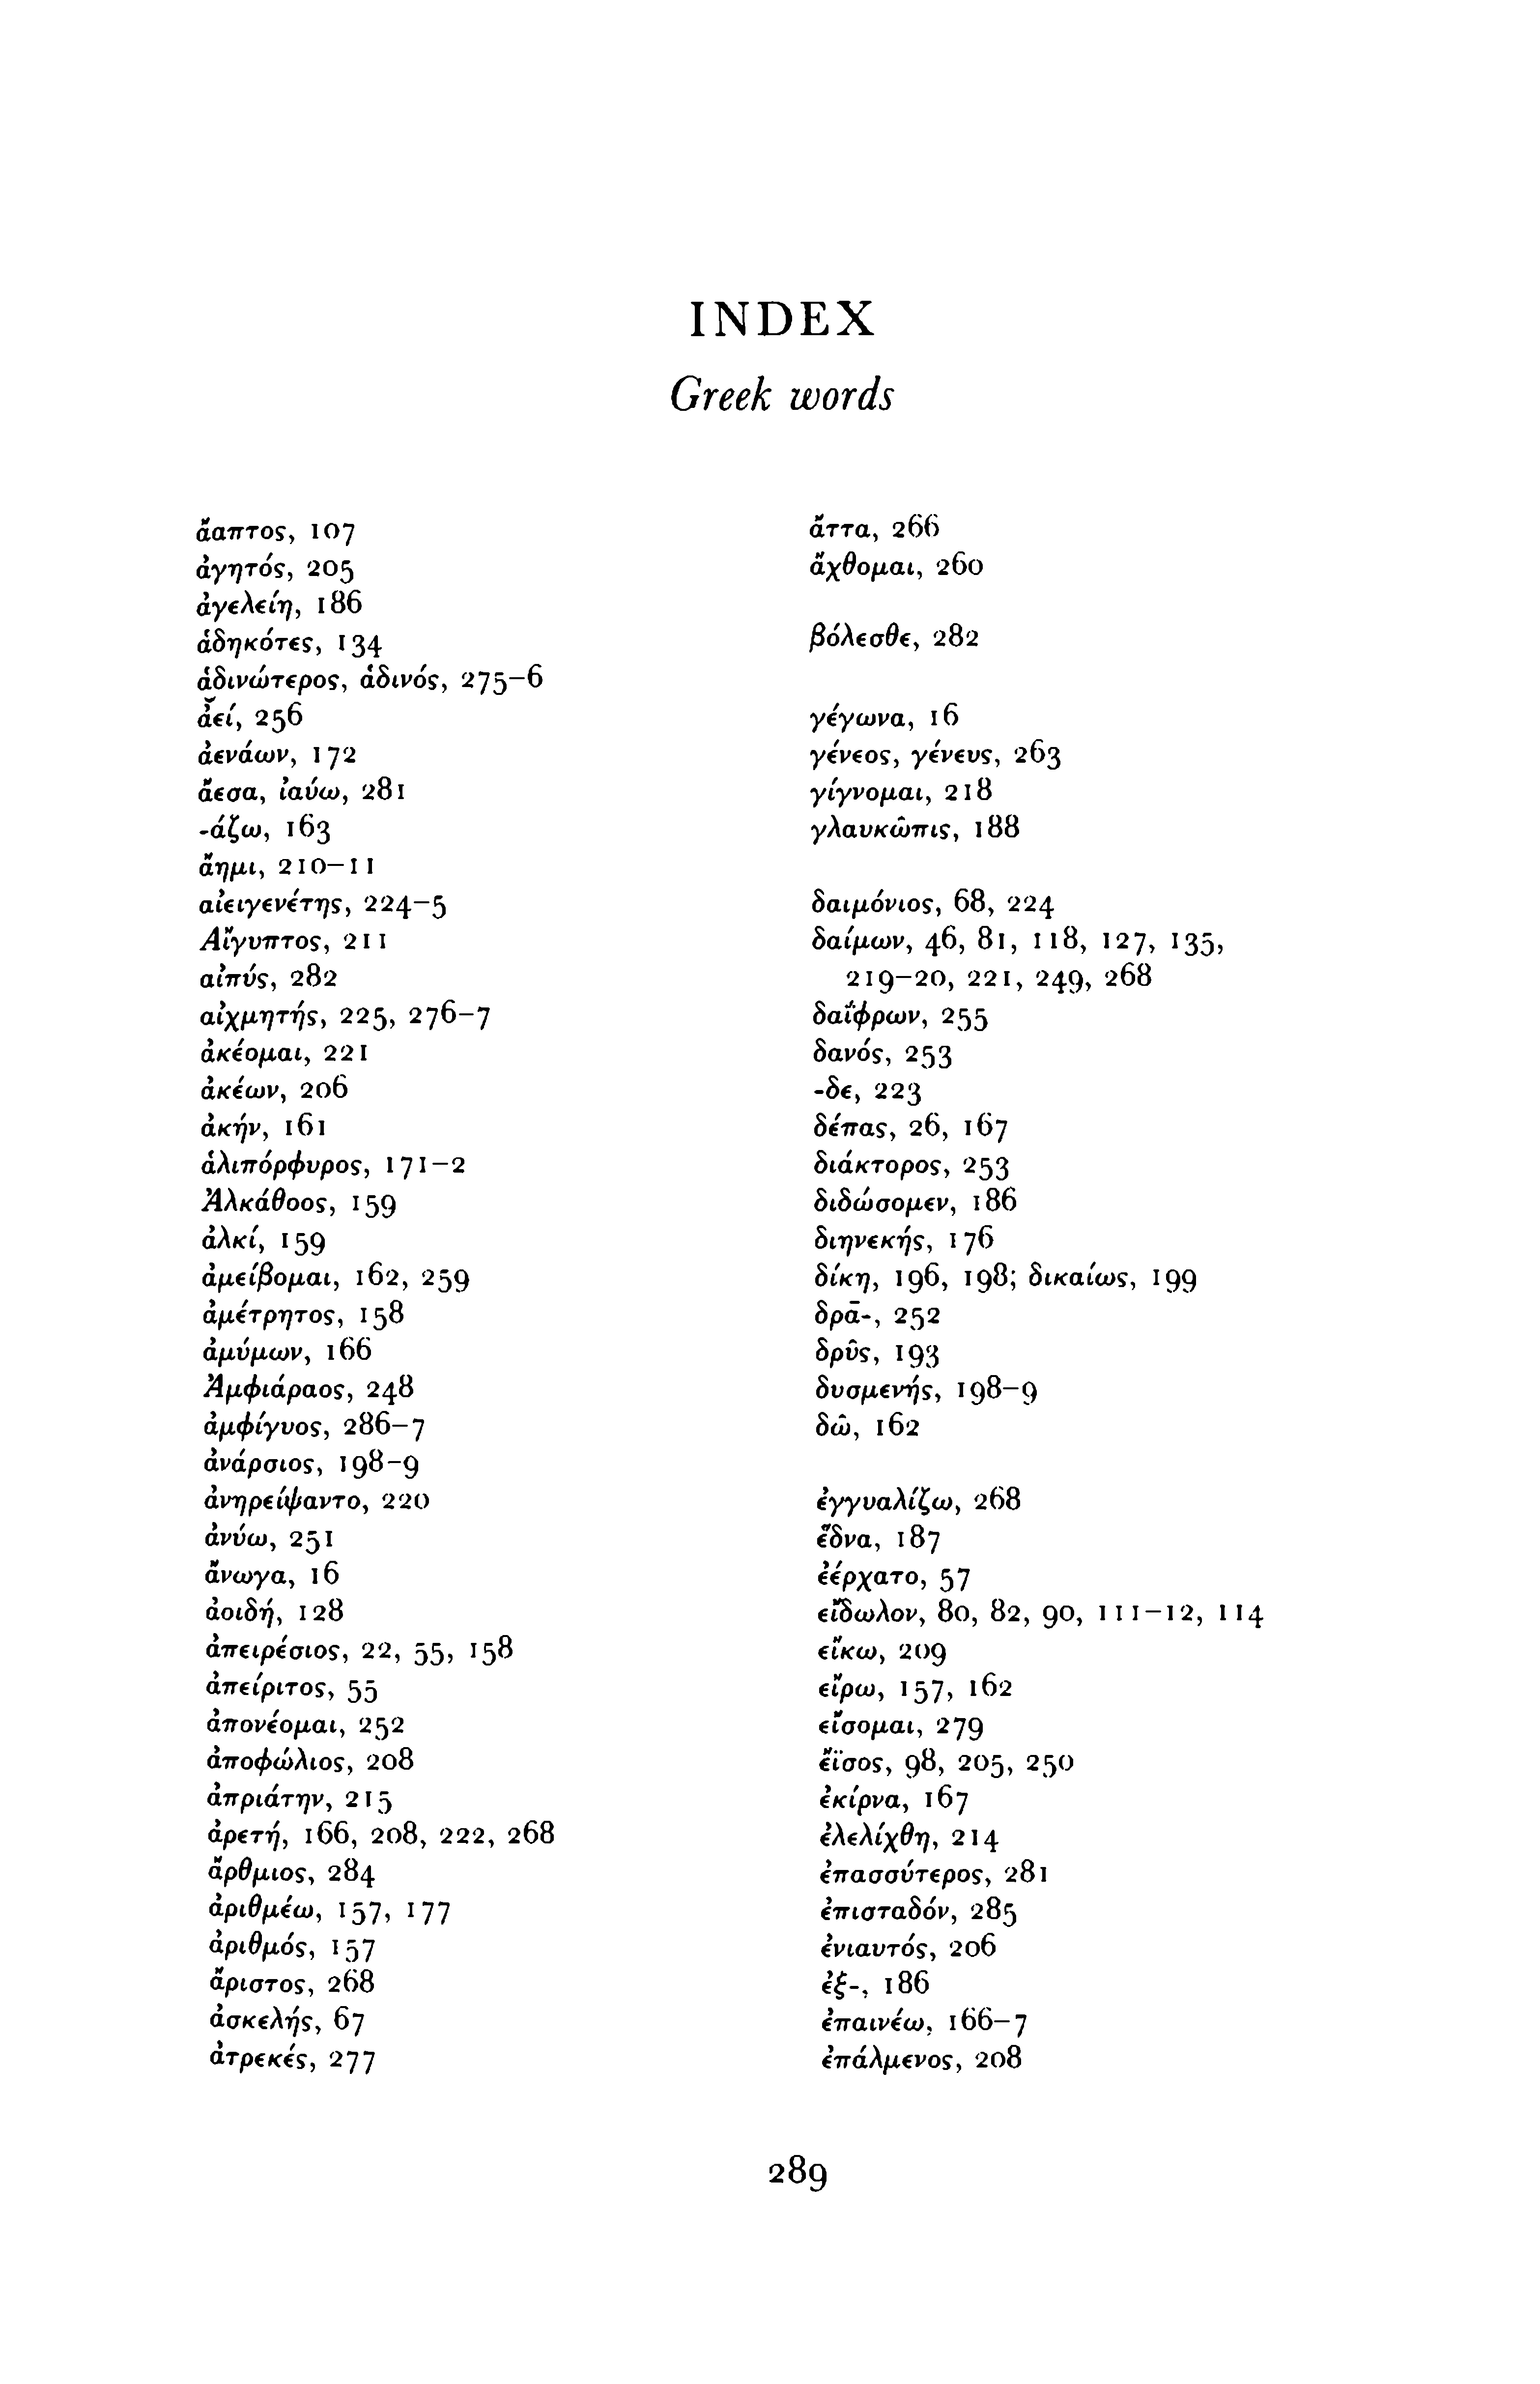 INDEX
Greek words
ἄαπτος, 107
ἀγητός, 205
ἀγελείη, 186
ἀδηκότες, 134
ἀδινώτερος, ἀδινός, 275–6
ἆεί, 256
ἀενάων, 172
ἄεσα, ἰαύω, 281
-άζω, 163
ἄημι, 210–11
αἰειγενέτης, 224–5
Αἴγυπτος, 211
αἰπύς, 282
αἰχμητής, 225, 276–7
ἀκέομαι, 221
ἀκέων, 206
ἀκήν, 161
ἁλιπόρφυρος, 171–2
Ἀλκάθοος, 159
ἀλκί, 159
ἀμείβομαι, 162, 259
ἀμέτρητος, 158
ἀμύμων, 166
Ἀμφιάραος, 248
ἀμφίγυος, 286–7
ἀνάρσιος, 198–9
ἀνηρείψαντο, 220
ἀνύω, 251
ἄνωγα, 16
ἀοιδή, 128
ἀπειρέσιος, 22, 55, 158
ἀπείριτος, 55
ἀπονέομαι, 252
ἀποφώλιος, 208
ἀπριάτην, 215
ἀρετή, 166, 208, 222, 268
ἄρθμιος, 284
ἀριθμέω, 157, 177
ἀριθμός, 157
ἄριστος, 268
ἀσκελής, 67
ἀτρεκές, 277
ἄττα, 266
ἄχθομαι, 260
βόλεσθε, 282
γέγωνα, 16
γένεος, γένευς, 263
γίγνομαι, 218
γλαυκῶπις, 188
δαιμόνιος, 68, 224
δαίμων, 46, 81, 118, 127, 135,
219–20, 221, 249, 268
δαΐφρων, 255
δανός, 253
-δε, 223
δέπας, 26, 167
διάκτορος, 253
διδώσομεν, 186
διηνεκής, 176
δίκη, 196, 198; δικαίως, 199
δρᾱ-, 252
δρῦς, 193
δυσμενής, 198–9
δῶ, 162
ἐγγυαλίζω, 268
ἕδνα, 187
ἐέρχατο, 57
εἴδωλον, 80, 82, 90, 111–12, 114
εἴκω, 209
εἴρω, 157, 162
εἴσομαι, 279
ἔϊσος, 98, 205, 250
ἐκίρνα, 167
ἐλελίχθη, 214
ἐπασσύτερος, 281
ἐπισταδόν, 285
ἐνιαυτός, 206
ἐξ-, 186
ἐπαινέω, 166–7
ἐπάλμενος, 208
289